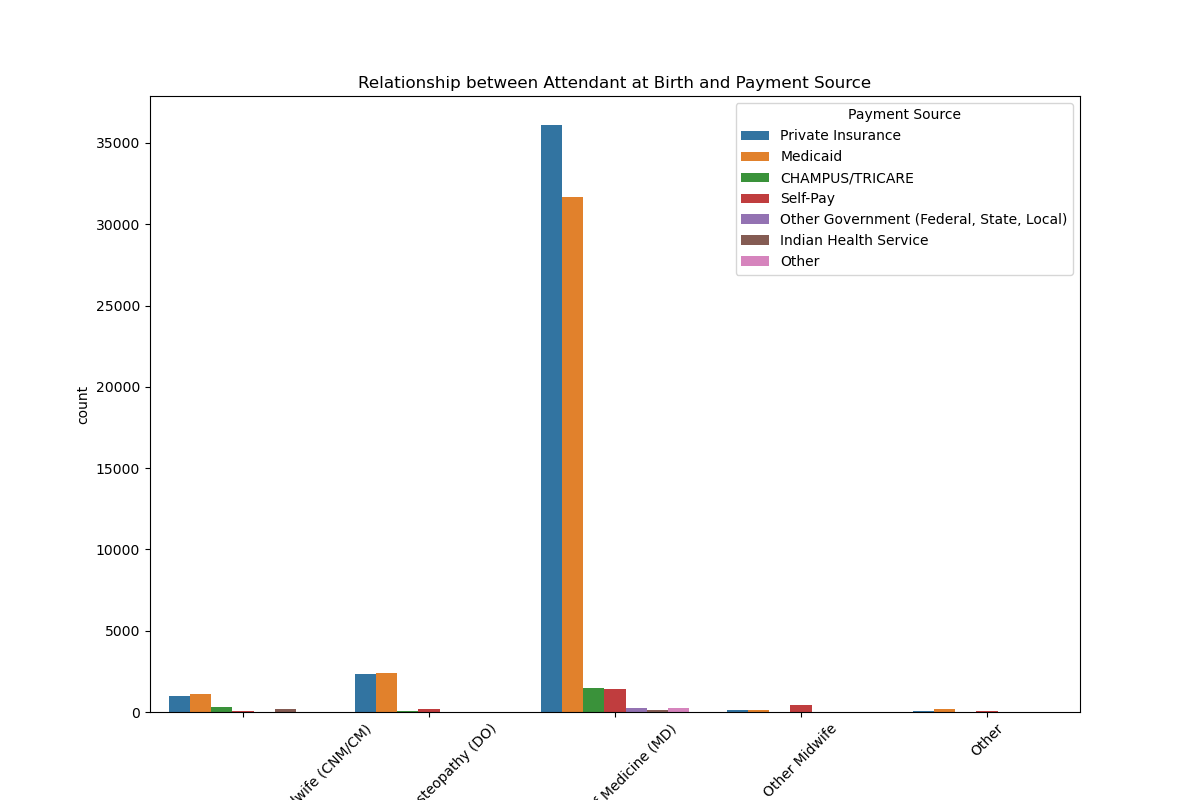 Relationship between Attendant at Birth and Payment Source
Payment Source
Private Insurance
Medicaid
CHAMPUS/TRICARE
Self-Pay
Other Government (Federal, State, Local)
Indian Health Service
Other
35000
30000
25000
20000
15000
10000
5000
0
count
(CNM/CM)
(DO)
Medicine (MD)
Other Midwife
Other